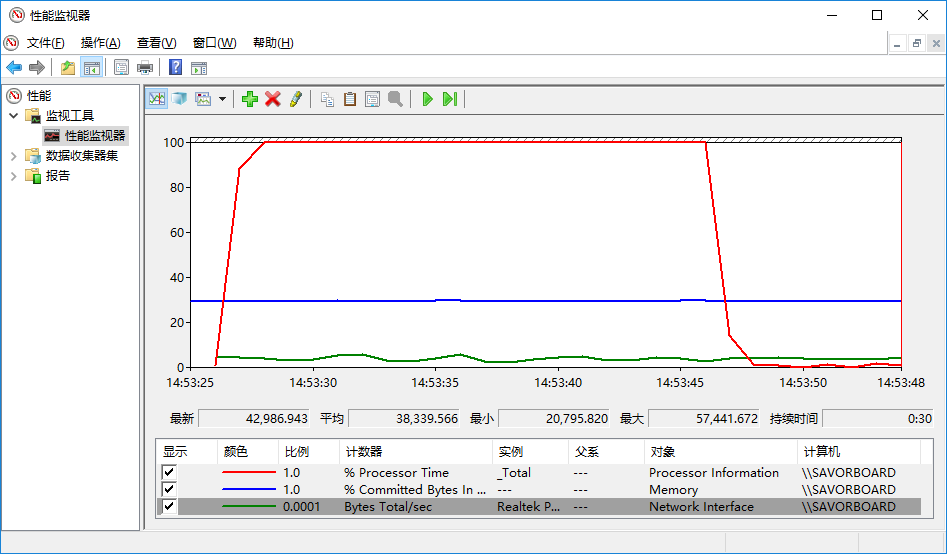 性能监视器
文件(F) 操作(A) 查看(V) 窗口(W) 帮助(H)
性能
监视工具
性能监视器
数据收集器集
报告
100
80
60
40
20
0
14:53:25 14:53:30 14:53:35 14:53:40 14:53:45 14:53:50 14:53:48
最新 42,986.943 平均 38,339.566 最小 20,795.820 最大 57,441.672 持续时间 0:30
显示 颜色 比例 计数器 实例 父系 对象 计算机
1.0 % Processor Time _Total --- Processor Information \\SAVORBOARD
1.0 % Committed Bytes In ... --- --- Memory \\SAVORBOARD
0.0001 Bytes Total/sec Realtek P... --- Network Interface \\SAVORBOARD